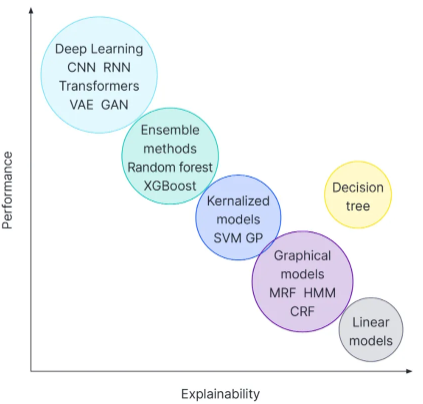 Deep Learning
CNN RNN
Transformers
VAE GAN
Ensemble
methods
Random forest
XGBoost
Kernalized
models
SVM GP
Decision
tree
Graphical
models
MRF HMM
CRF
Linear
models
Performance
Explainability